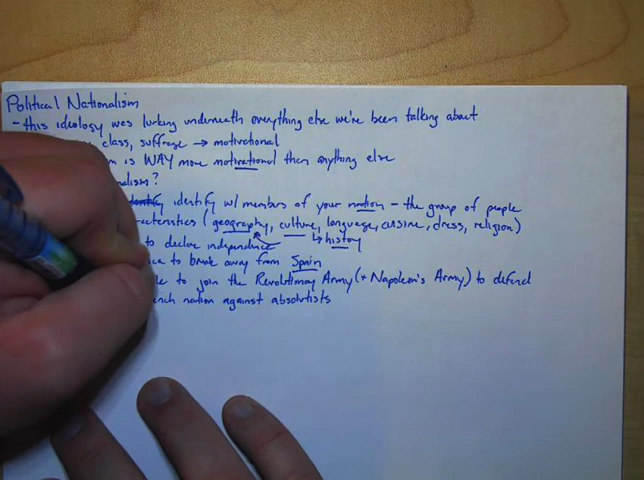 Political Nationalism
- this ideology was lurking underneath everything else we've been talking about
class, suffrage → motivational
is WAY more motivational than anything else
identify w/ members of your nation - the group of people
(geography, culture, language, cuisine, dress, religion)
to declare independence ↳ history
to break away from Spain
to join the Revolutionary Army (+ Napoleon's Army) to defend
nation against absolutists